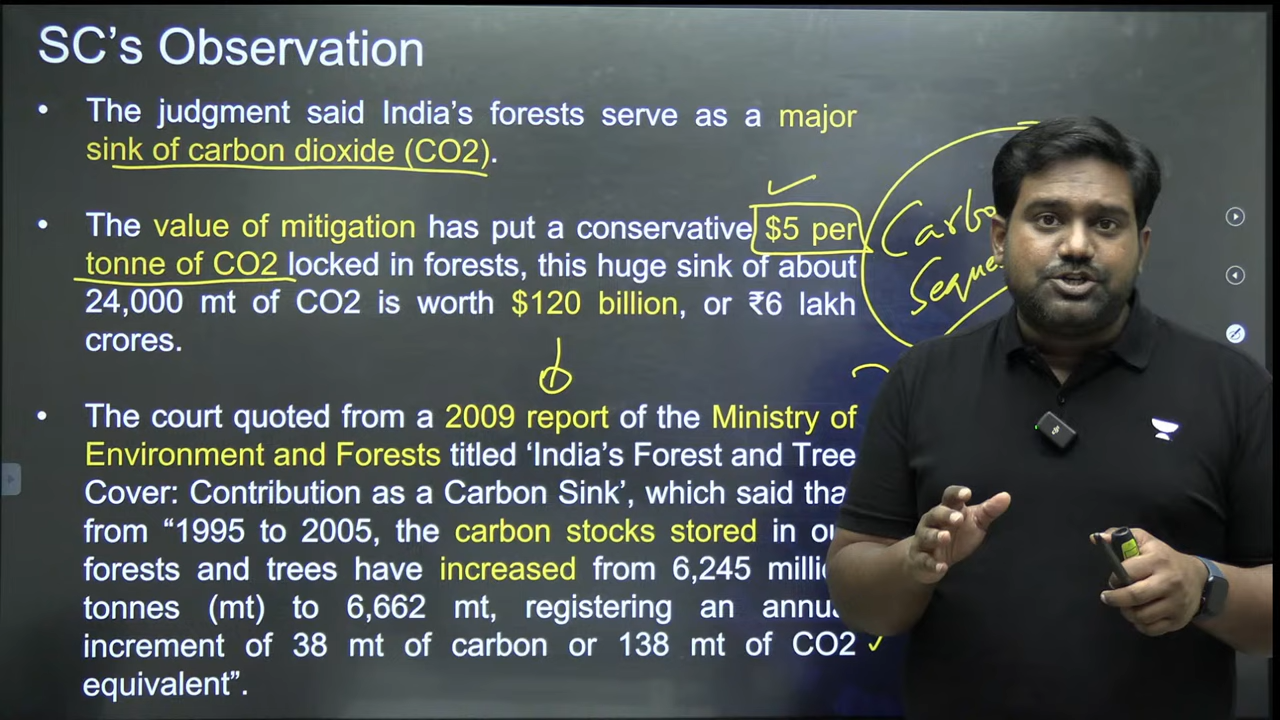 SC's Observation
• The judgment said India's forests serve as a major
sink of carbon dioxide (CO2).
• The value of mitigation has put a conservative $5 per
tonne of CO2 locked in forests, this huge sink of about
24,000 mt of CO2 is worth $120 billion, or ₹6 lakh
crores.
• The court quoted from a 2009 report of the Ministry of
Environment and Forests titled 'India's Forest and Tree
Cover: Contribution as a Carbon Sink', which said tha
from "1995 to 2005, the carbon stocks stored in ou
forests and trees have increased from 6,245 millio
tonnes (mt) to 6,662 mt, registering an annua
increment of 38 mt of carbon or 138 mt of CO2
equivalent".
Carbo
Seque